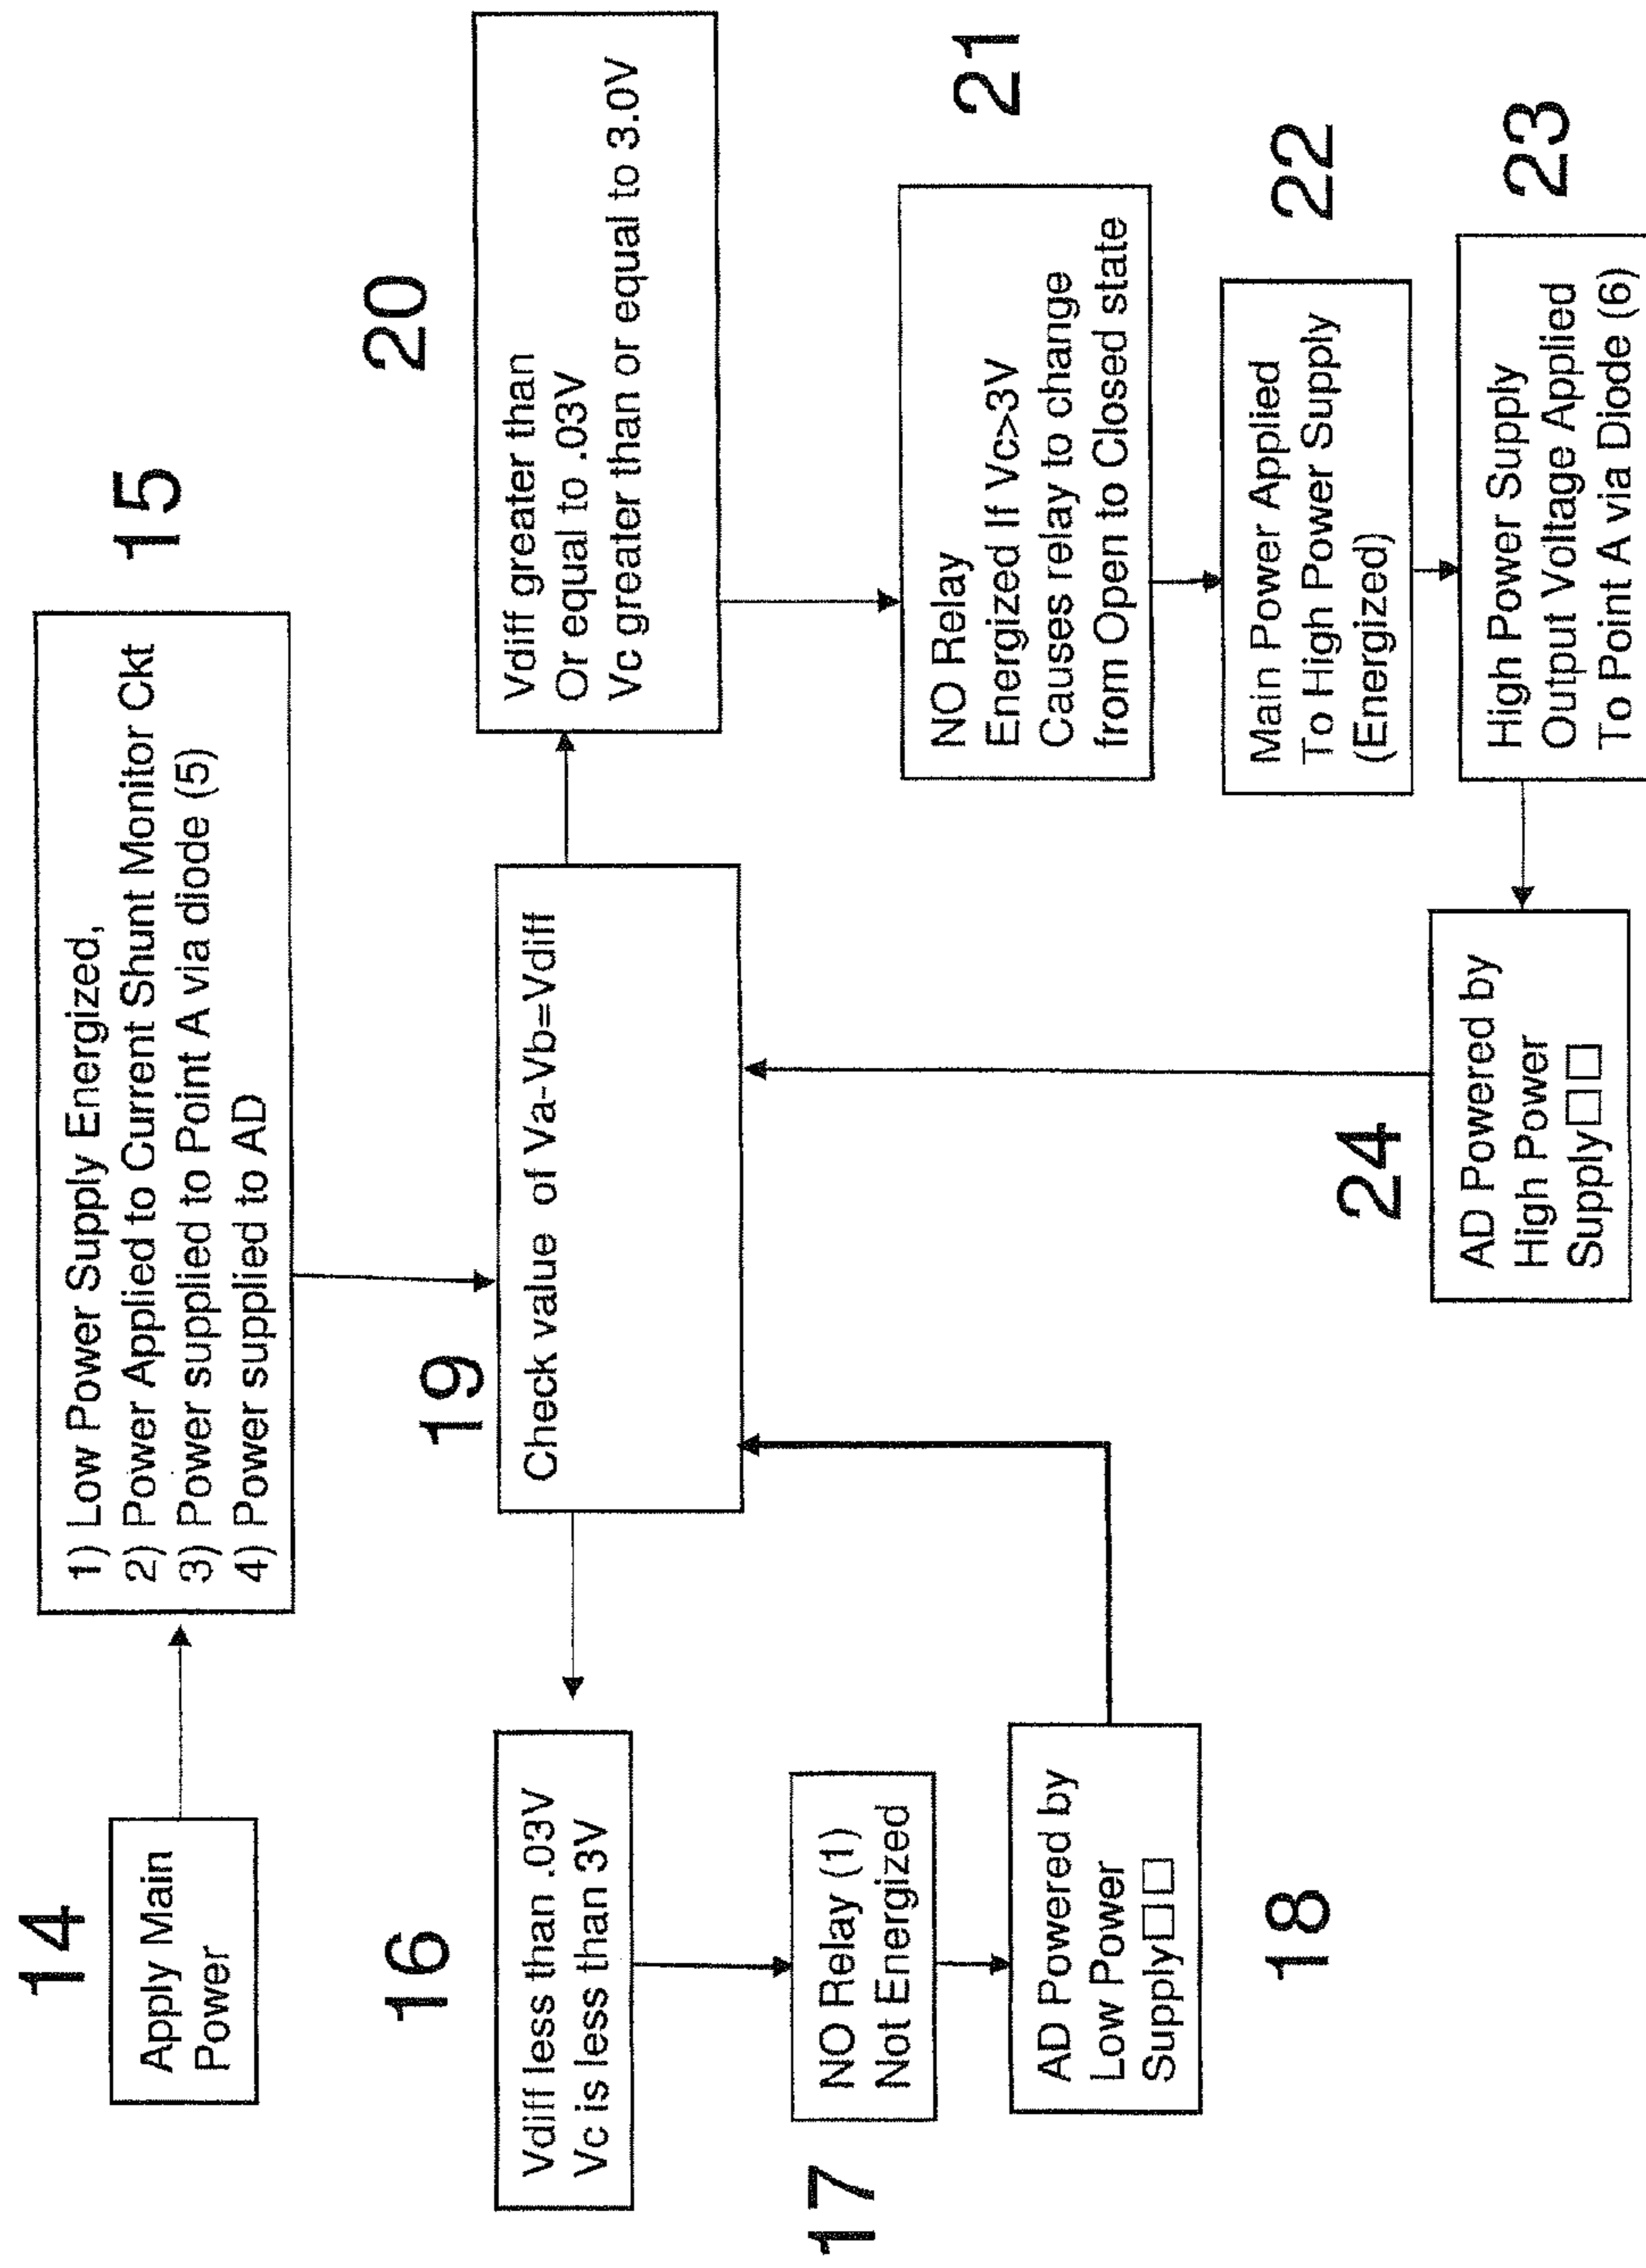 14
Apply Main
Power
15
1) Low Power Supply Energized,
2) Power Applied to Current Shunt Monitor Ckt
3) Power supplied to Point A via diode (5)
4) Power supplied to AD
16
Vdiff less than .03V
Vc is less than 3V
17
NO Relay (1)
Not Energized
18
AD Powered by
Low Power
Supply□□
19
Check value of Va-Vb=Vdiff
20
Vdiff greater than
Or equal to .03V
Vc greater than or equal to 3.0V
21
NO Relay
Energized If Vc>3V
Causes relay to change
from Open to Closed state
22
Main Power Applied
To High Power Supply
(Energized)
23
High Power Supply
Output Voltage Applied
To Point A via Diode (6)
24
AD Powered by
High Power
Supply□□